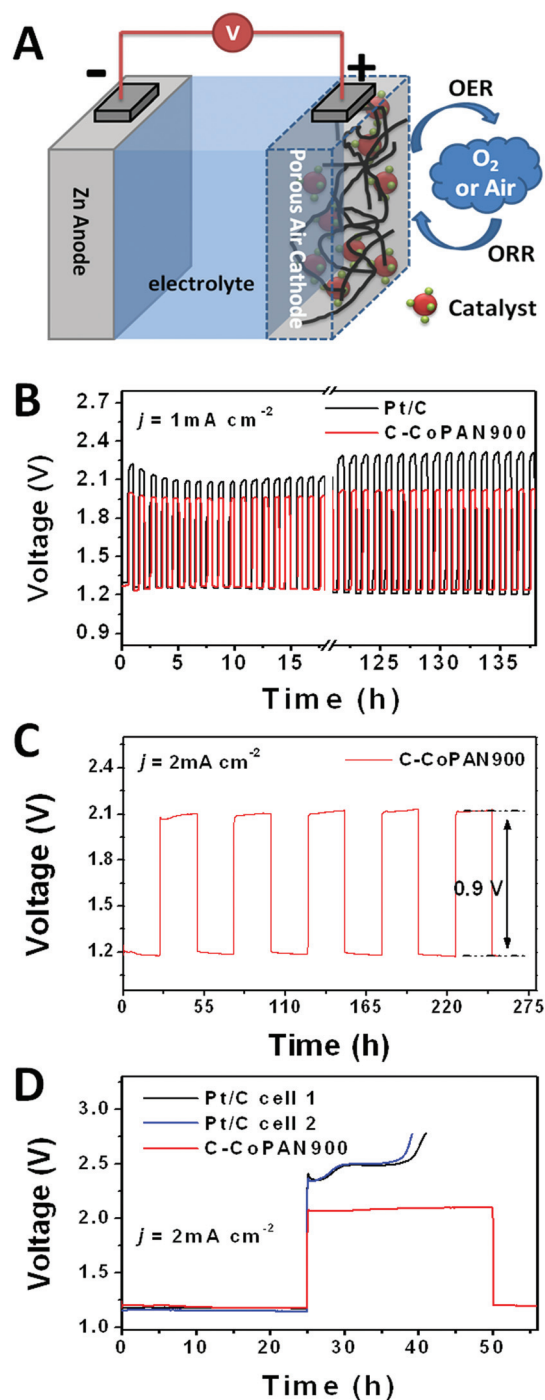 A
V
-
+
OER
O2
or Air
ORR
Zn Anode
electrolyte
Porous Air Cathode
Catalyst
B
j = 1mA cm-2
Pt/C
C-CoPAN900
Voltage (V)
2.7
2.4
2.1
1.8
1.5
1.2
0.9
0 5 10 15 125 130 135
Time (h)
C
j = 2mA cm-2
C-CoPAN900
Voltage (V)
2.4
2.1
1.8
1.5
1.2
0.9 V
0 55 110 165 220 275
Time (h)
D
Pt/C cell 1
Pt/C cell 2
C-CoPAN900
j = 2mA cm-2
Voltage (V)
3.0
2.5
2.0
1.5
1.0
0 10 20 30 40 50
Time (h)